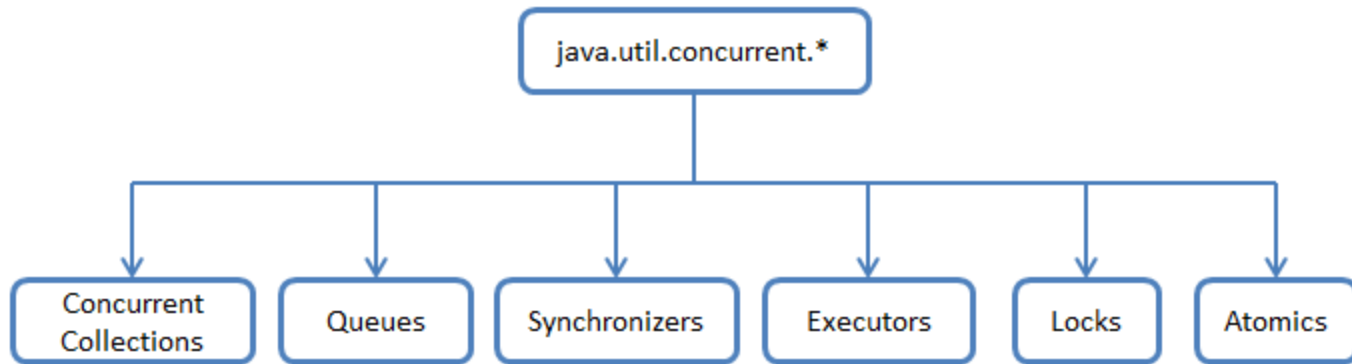 java.util.concurrent.*
Concurrent
Collections
Queues
Synchronizers
Executors
Locks
Atomics